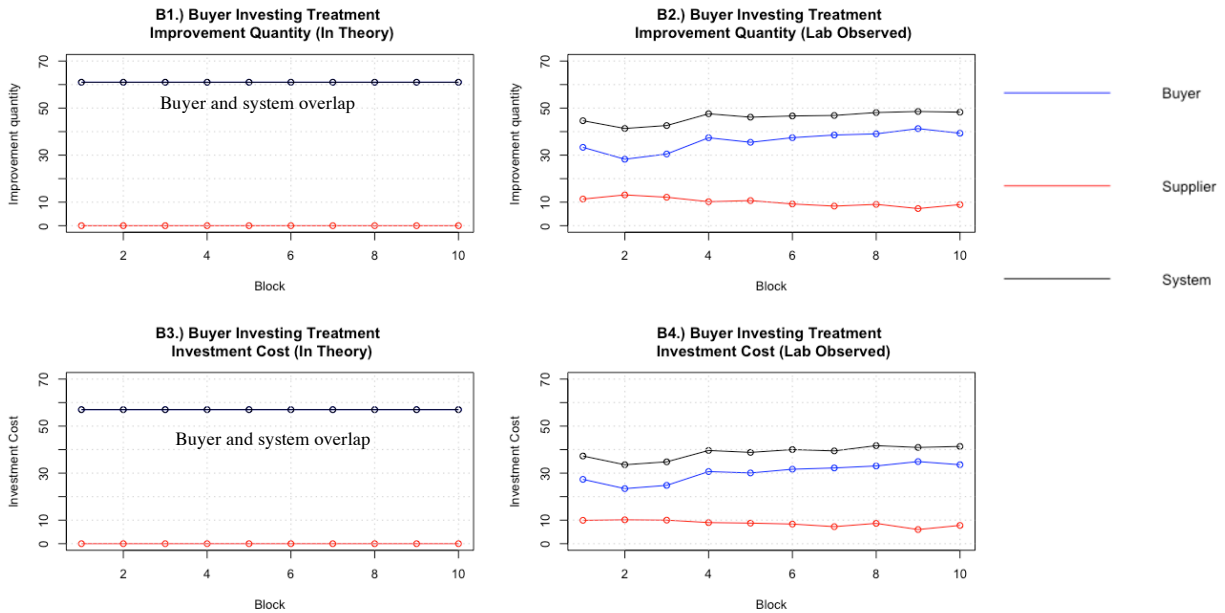 B1.) Buyer Investing Treatment
Improvement Quantity (In Theory)
Improvement quantity
70
50
30
10
0
Buyer and system overlap
2
4
6
8
10
Block
B2.) Buyer Investing Treatment
Improvement Quantity (Lab Observed)
Improvement quantity
70
50
30
10
0
2
4
6
8
10
Block
Buyer
Supplier
System
B3.) Buyer Investing Treatment
Investment Cost (In Theory)
Investment Cost
70
50
30
10
0
Buyer and system overlap
2
4
6
8
10
Block
B4.) Buyer Investing Treatment
Investment Cost (Lab Observed)
Investment Cost
70
50
30
10
0
2
4
6
8
10
Block